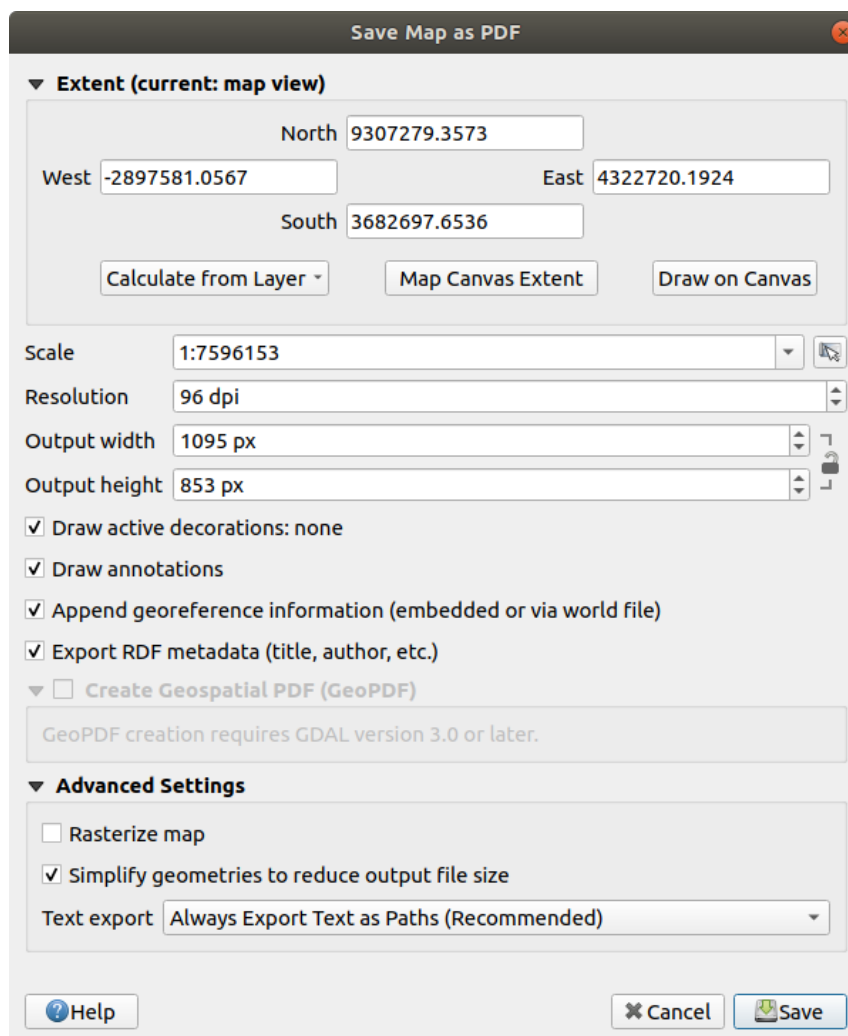 Save Map as PDF
Extent (current: map view)
North 9307279.3573
West -2897581.0567 East 4322720.1924
South 3682697.6536
Calculate from Layer Map Canvas Extent Draw on Canvas
Scale 1:7596153
Resolution 96 dpi
Output width 1095 px
Output height 853 px
Draw active decorations: none
Draw annotations
Append georeference information (embedded or via world file)
Export RDF metadata (title, author, etc.)
Create Geospatial PDF (GeoPDF)
GeoPDF creation requires GDAL version 3.0 or later.
Advanced Settings
Rasterize map
Simplify geometries to reduce output file size
Text export Always Export Text as Paths (Recommended)
Help Cancel Save